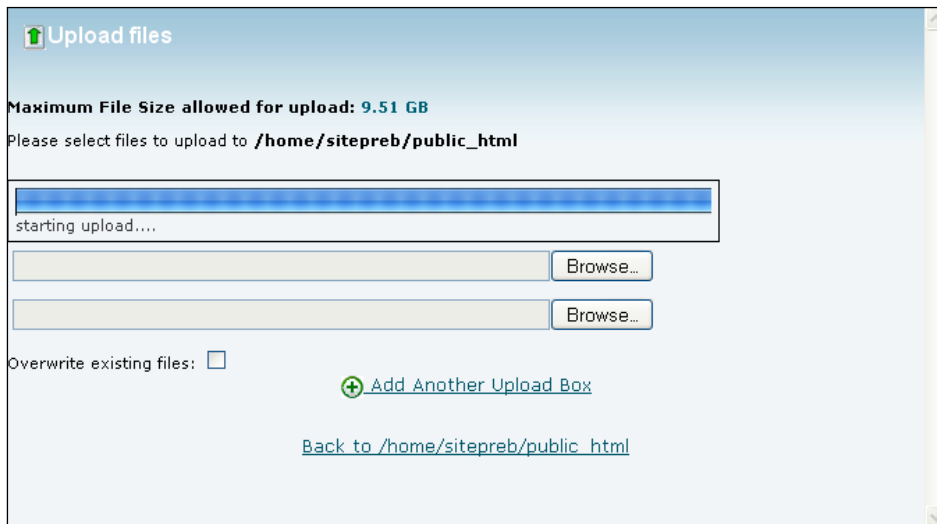 Upload files
Maximum File Size allowed for upload: 9.51 GB
Please select files to upload to /home/sitepreb/public_html
starting upload....
Browse...
Browse...
Overwrite existing files:
Add Another Upload Box
Back to /home/sitepreb/public_html